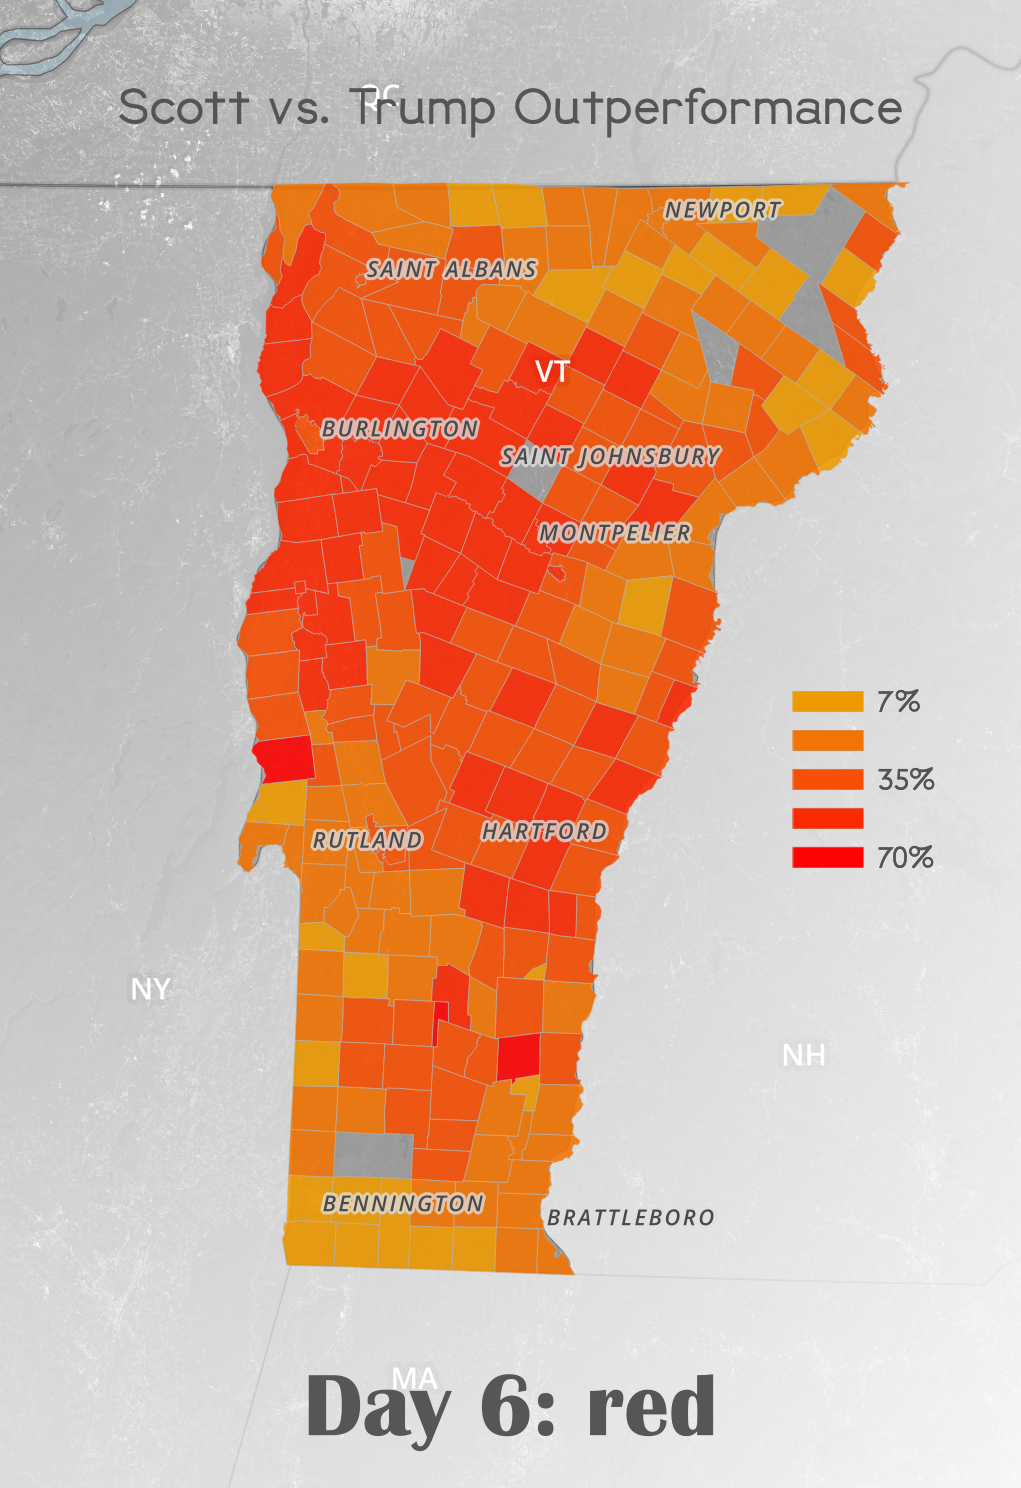 QC
Scott vs. Trump Outperformance
NEWPORT
SAINT ALBANS
VT
BURLINGTON
SAINT JOHNSBURY
MONTPELIER
7%
35%
70%
RUTLAND
HARTFORD
NY
NH
BENNINGTON
BRATTLEBORO
MA
Day 6: red